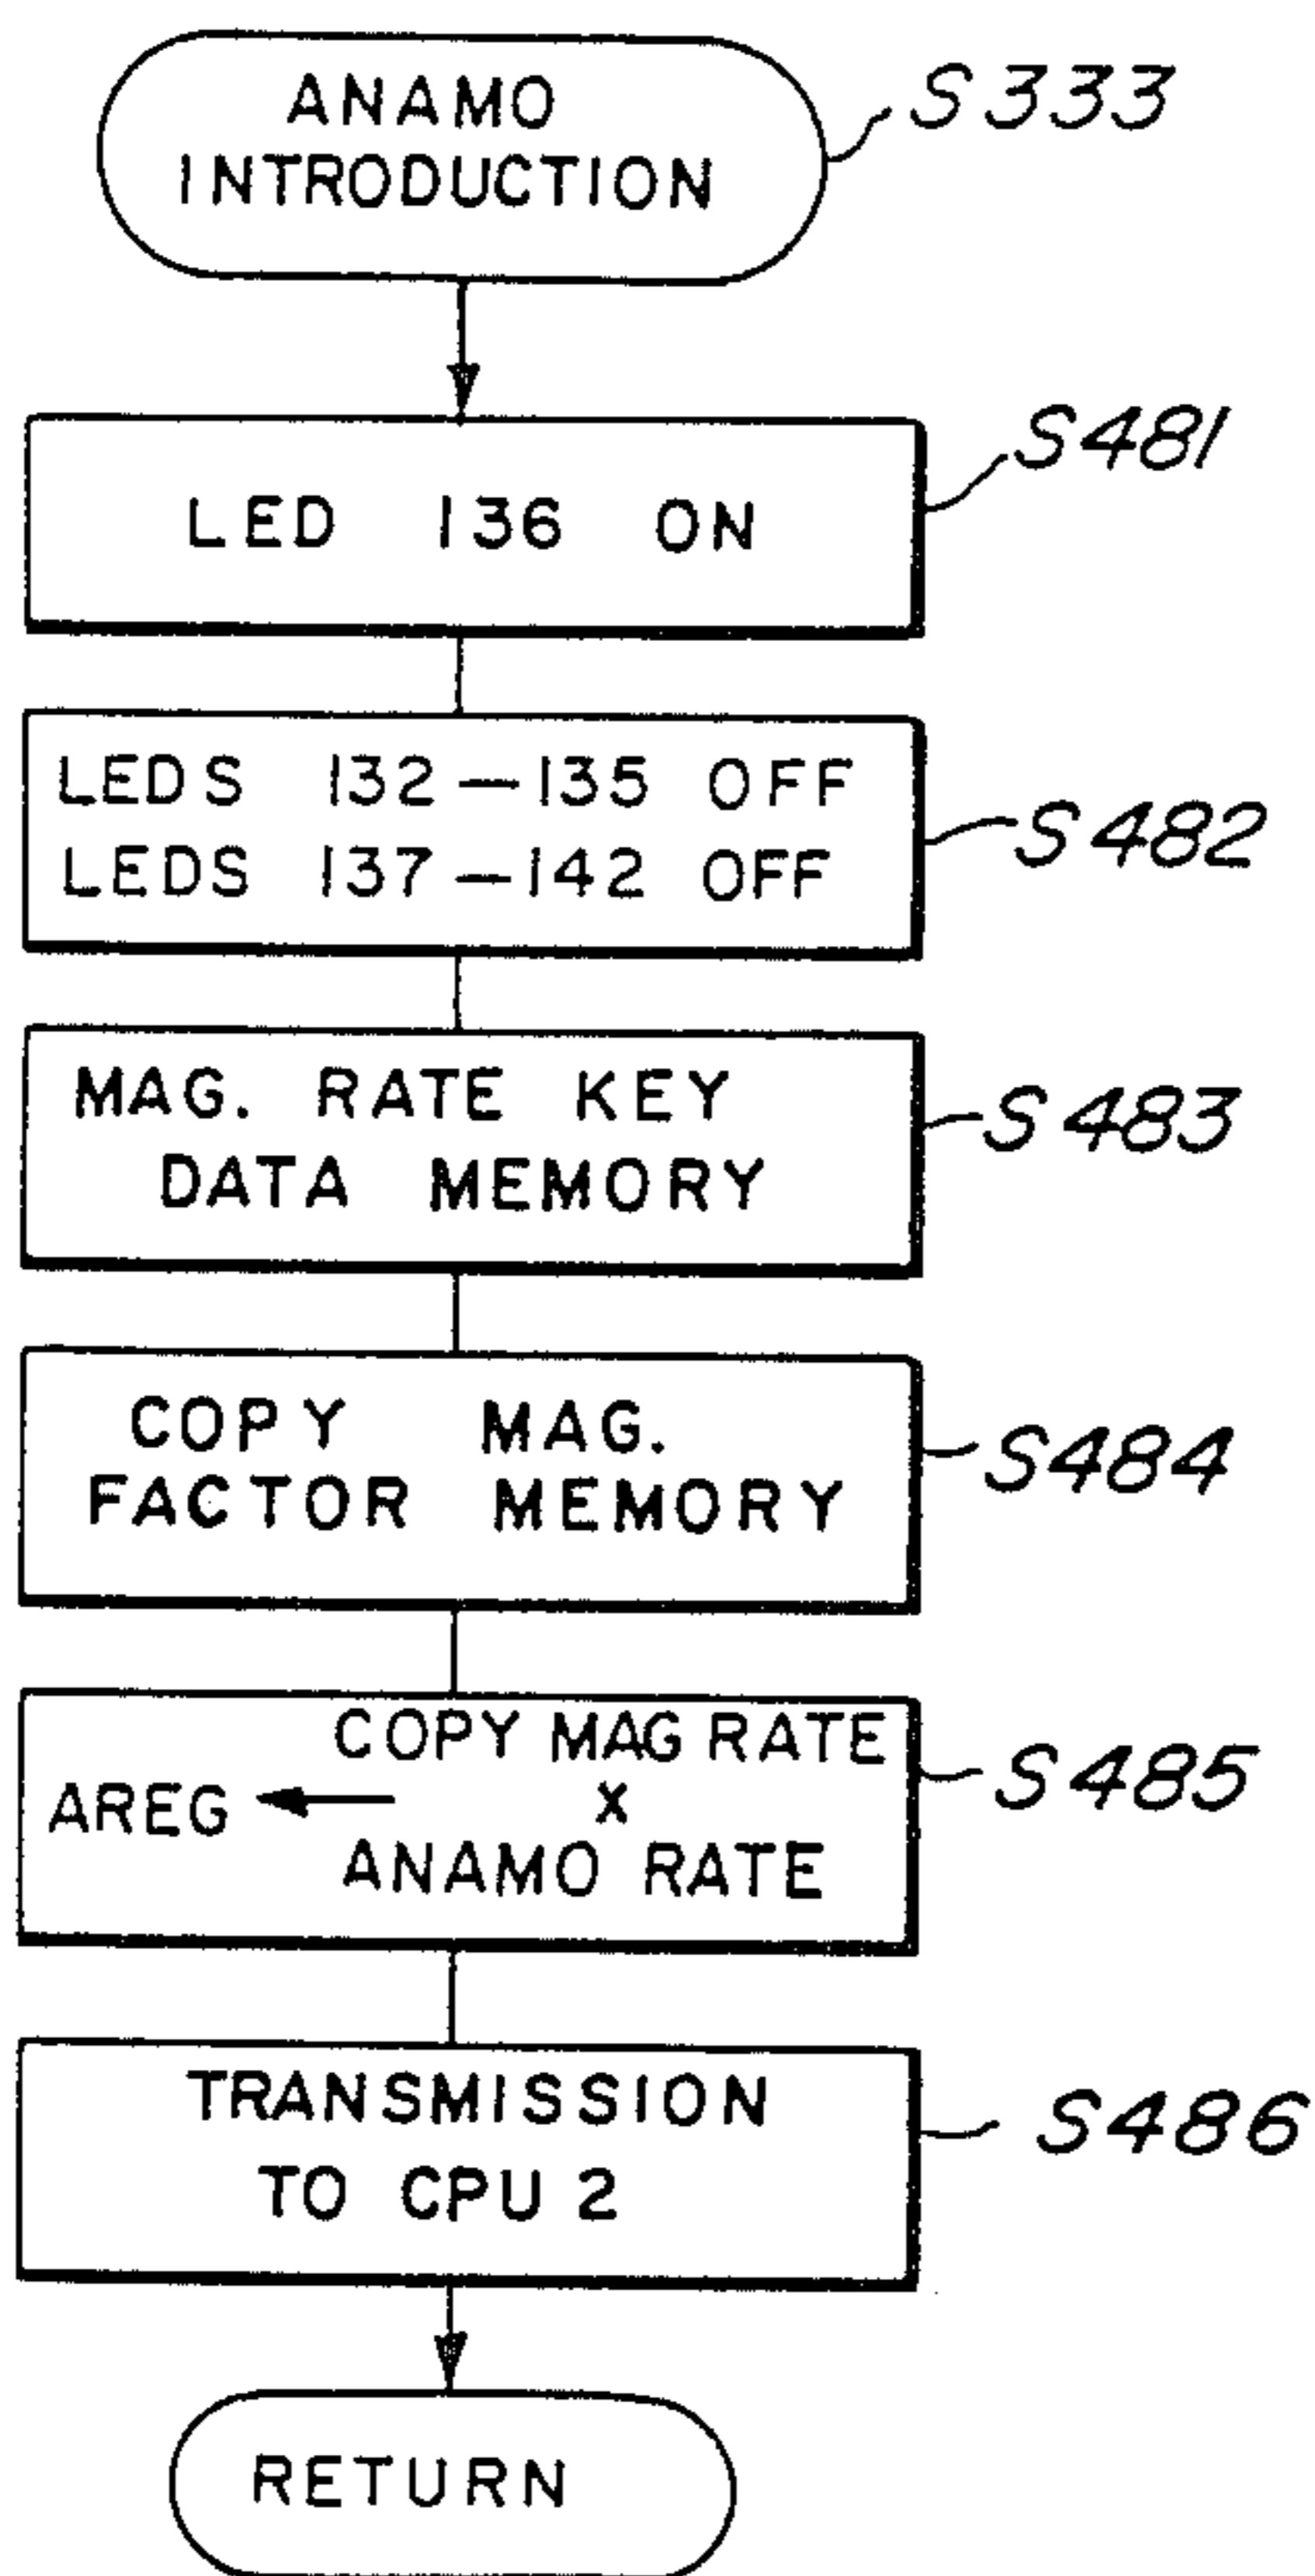 ANAMO
INTRODUCTION
S333
LED 136 ON
S481
LEDS 132-135 OFF
LEDS 137-142 OFF
S482
MAG. RATE KEY
DATA MEMORY
S483
COPY MAG.
FACTOR MEMORY
S484
COPY MAG RATE
AREG ← X
ANAMO RATE
S485
TRANSMISSION
TO CPU 2
S486
RETURN